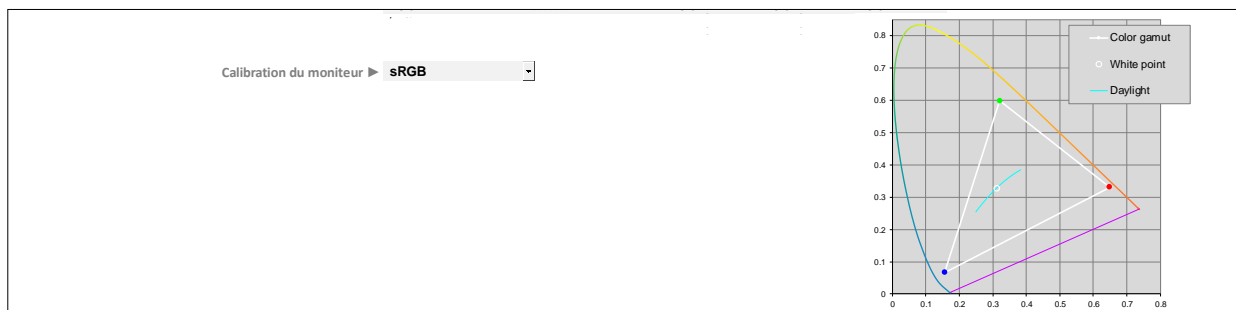 Calibration du moniteur ► sRGB
Color gamut
White point
Daylight
0.8
0.7
0.6
0.5
0.4
0.3
0.2
0.1
0
0 0.1 0.2 0.3 0.4 0.5 0.6 0.7 0.8